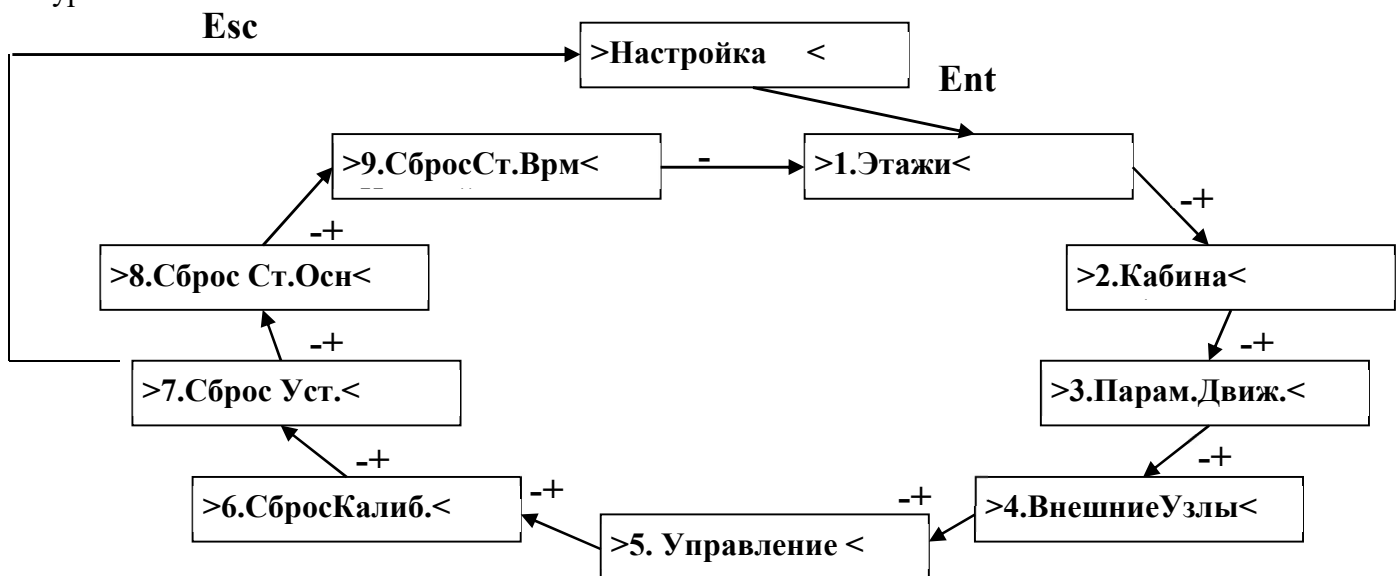 Esc
>Настройка <
Ent
>9.СбросСт.Врм<
-
>1.Этажи<
-+
-+
>8.Сброс Ст.Осн<
>2.Кабина<
-+
-+
>7.Сброс Уст.<
>3.Парам.Движ.<
-+
-+
>6.СбросКалиб.<
-+
-+
>4.ВнешниеУзлы<
>5. Управление <